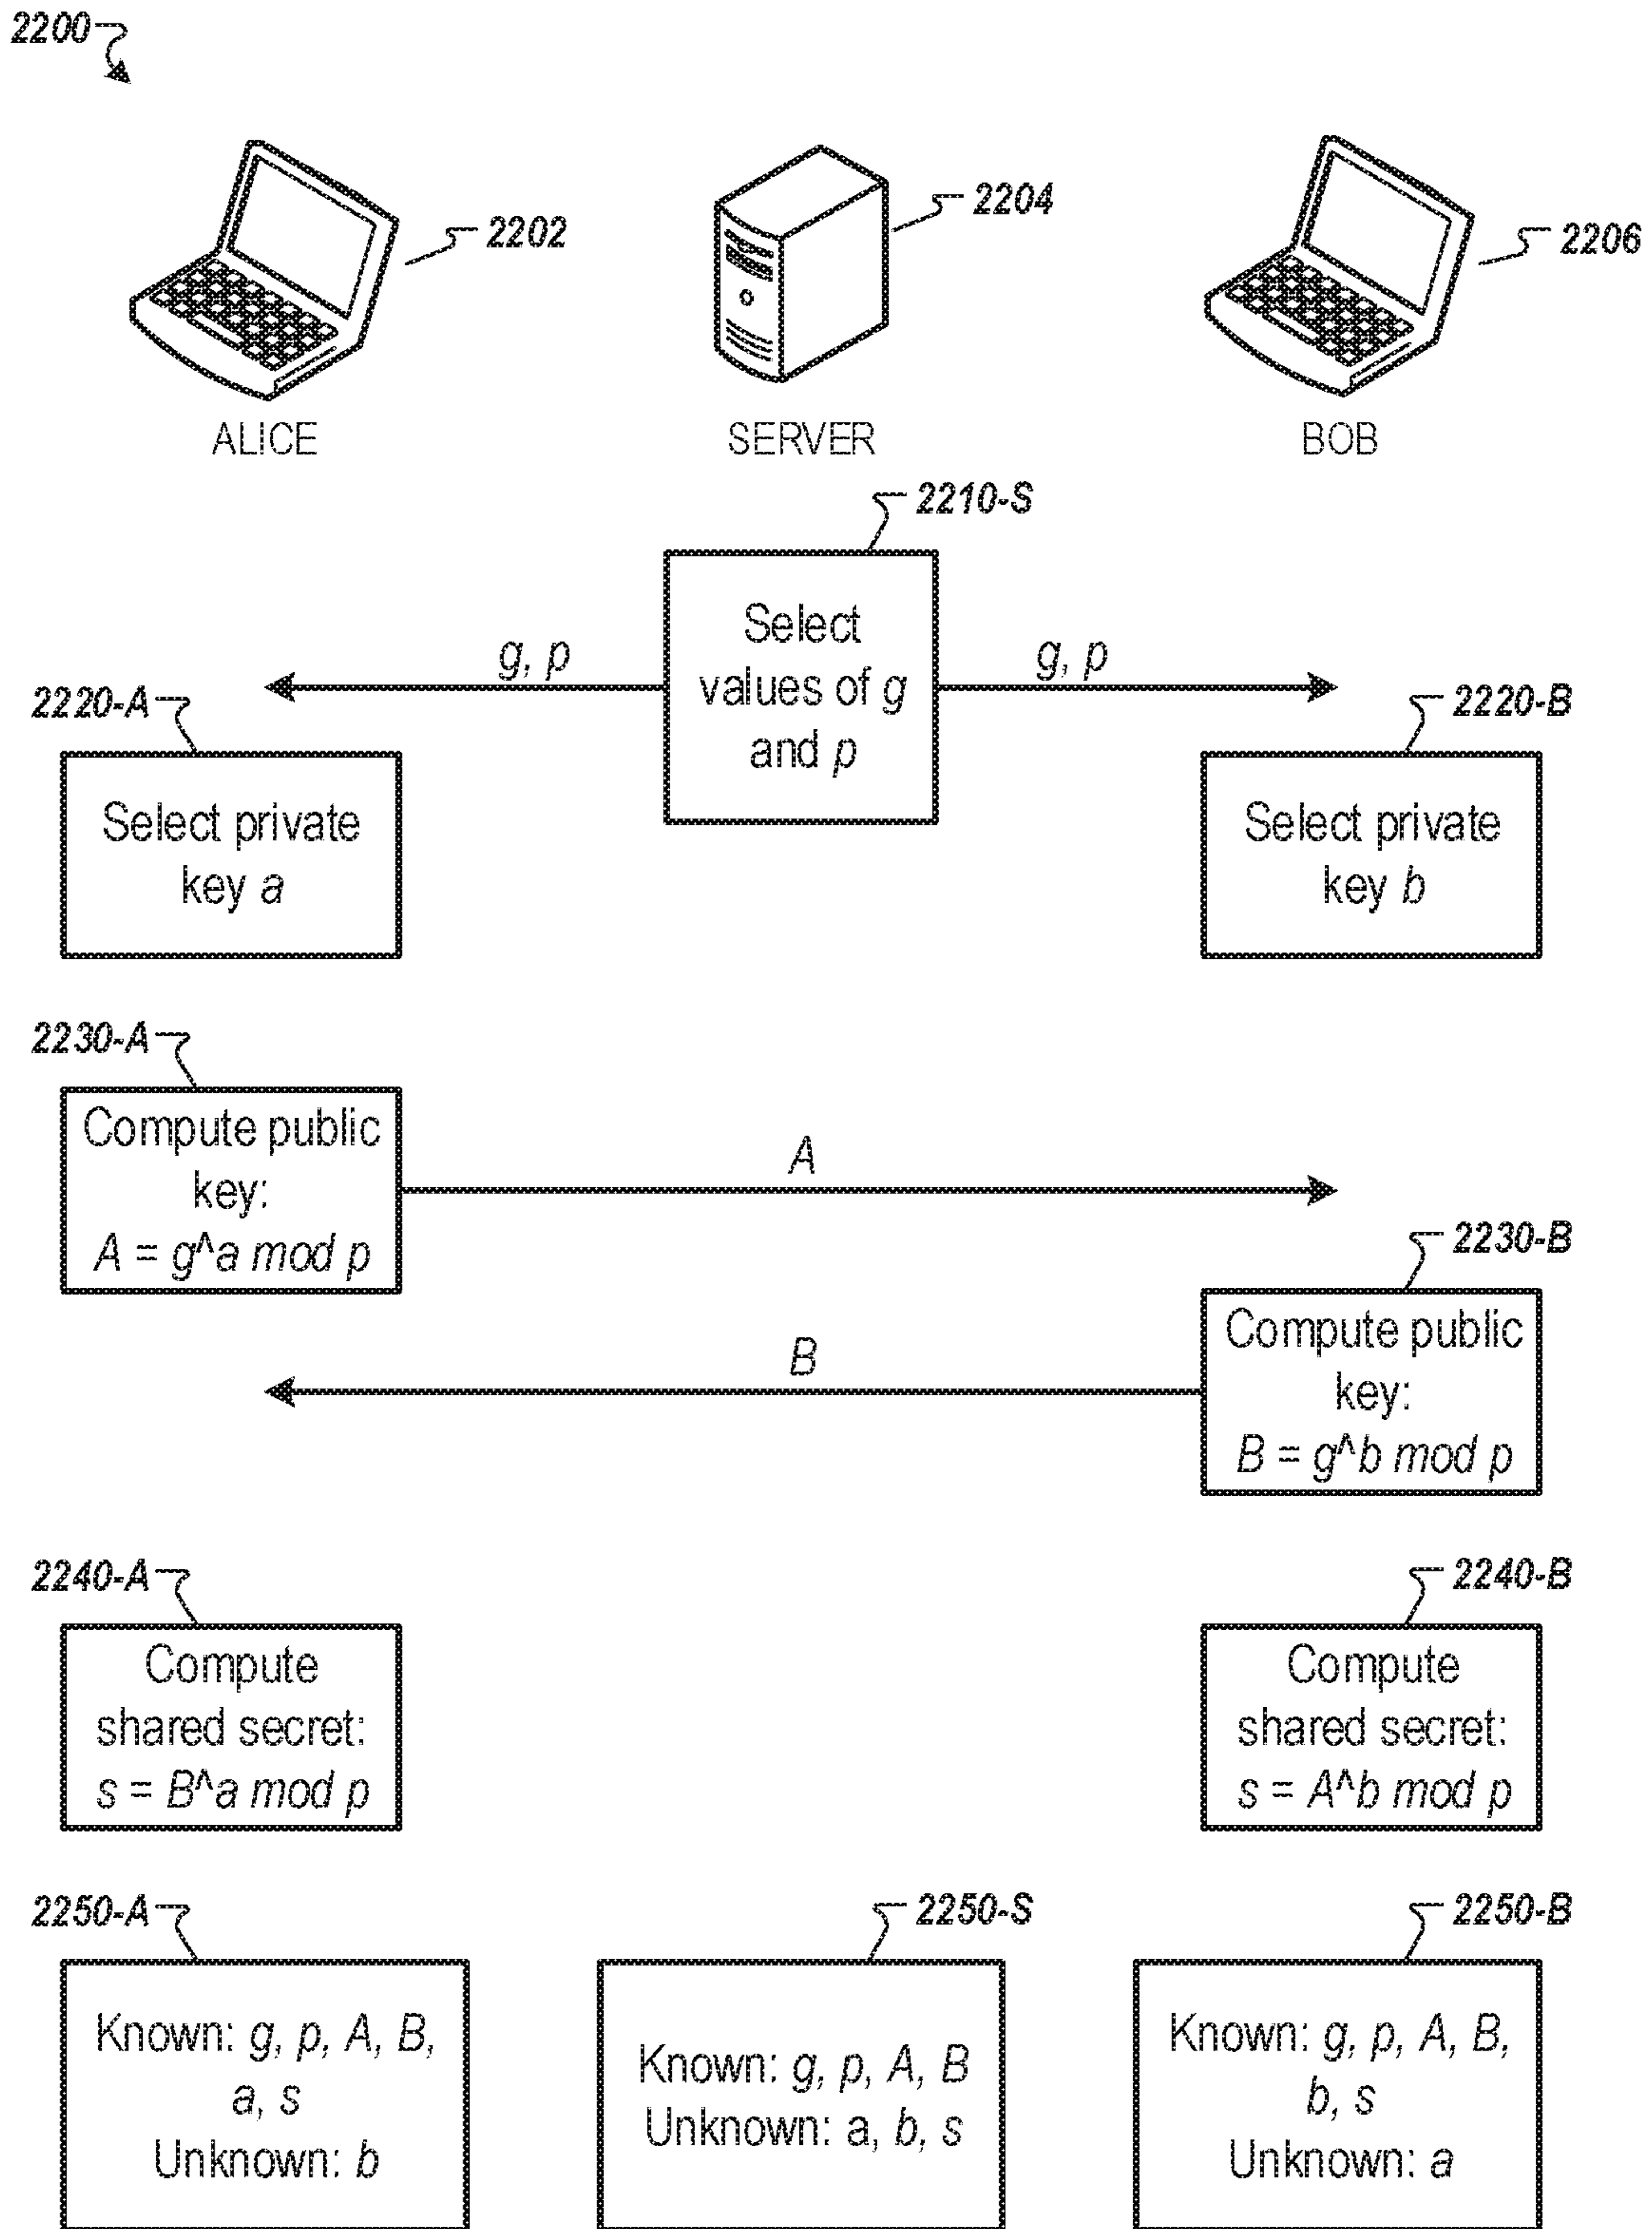 2200
2202
2204
2206
ALICE
SERVER
BOB
2210-S
Select
values of g
and p
g, p
g, p
2220-A
2220-B
Select private
key a
Select private
key b
2230-A
Compute public
key:
A = g^a mod p
A
2230-B
Compute public
key:
B = g^b mod p
B
2240-A
2240-B
Compute
shared secret:
s = B^a mod p
Compute
shared secret:
s = A^b mod p
2250-A
2250-S
2250-B
Known: g, p, A, B,
a, s
Unknown: b
Known: g, p, A, B
Unknown: a, b, s
Known: g, p, A, B,
b, s
Unknown: a